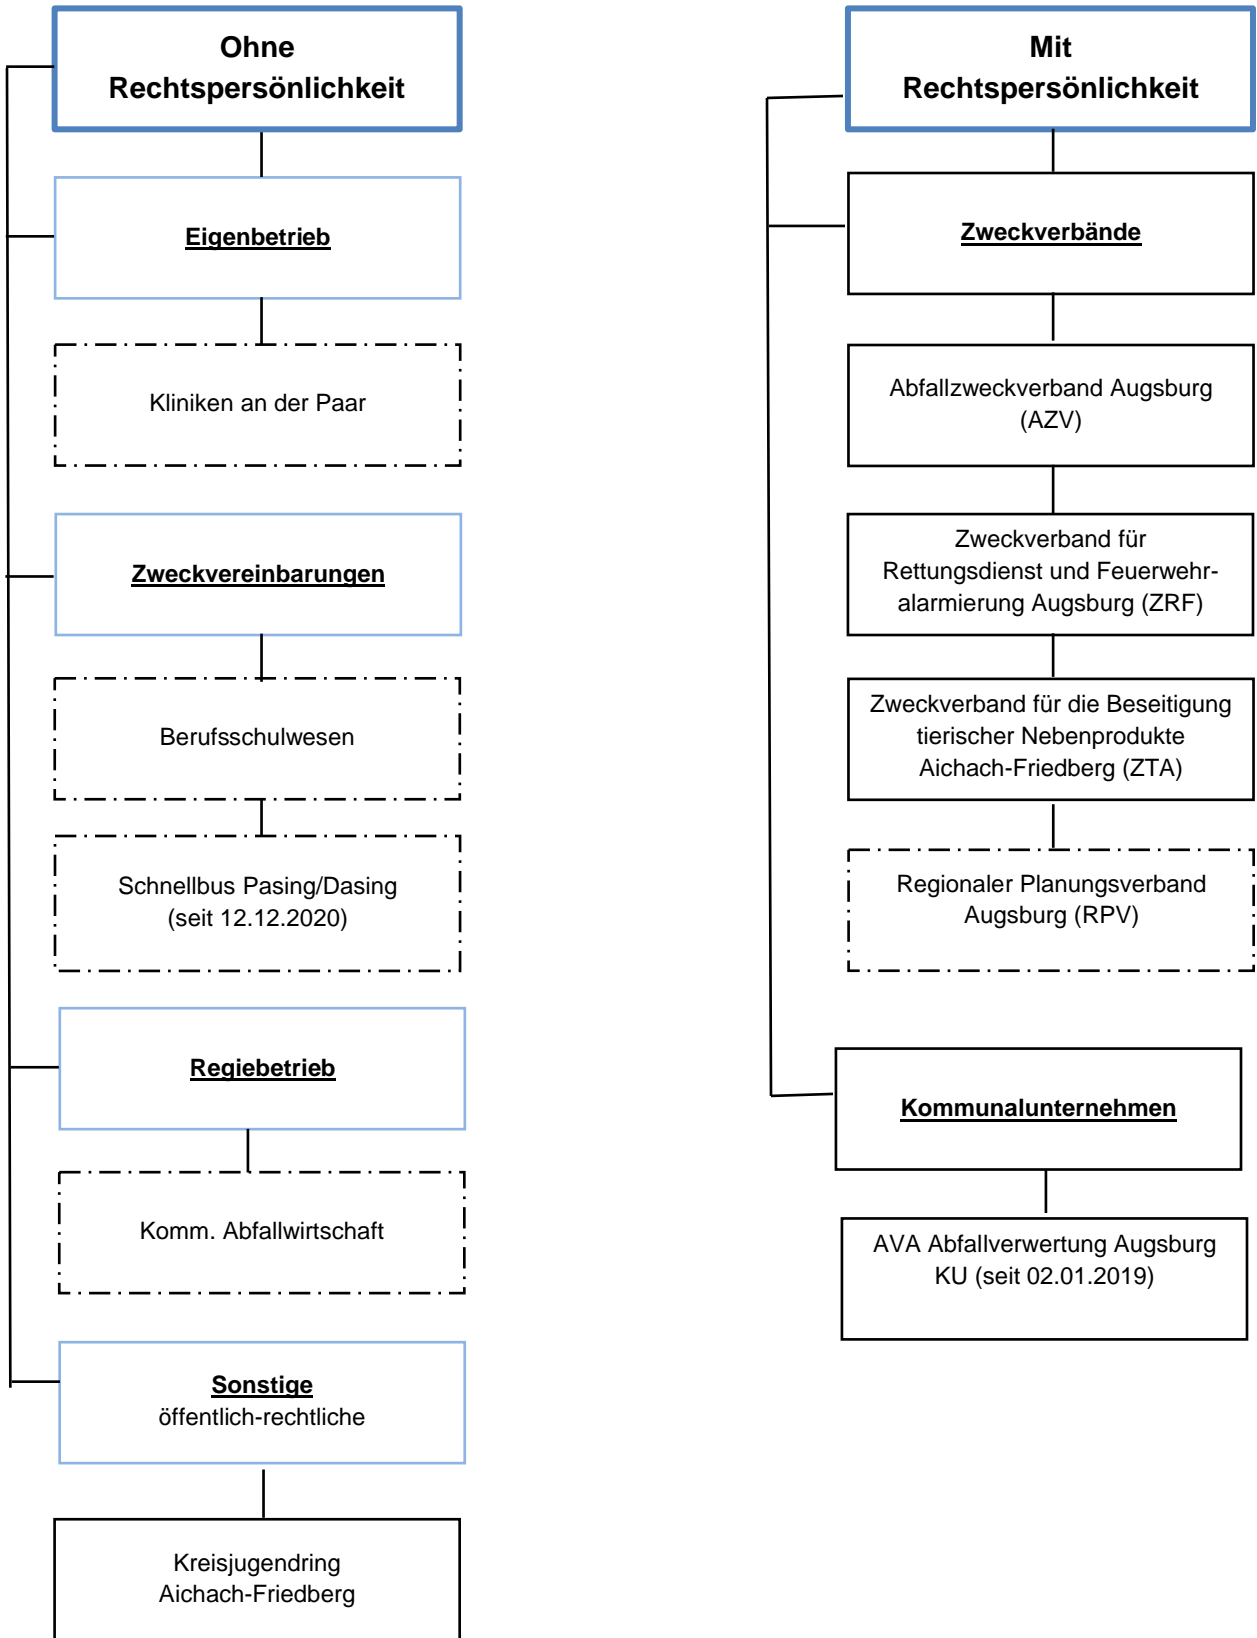 Ohne
Rechtspersönlichkeit
Eigenbetrieb
Kliniken an der Paar
Zweckvereinbarungen
Berufsschulwesen
Schnellbus Pasing/Dasing
(seit 12.12.2020)
Regiebetrieb
Komm. Abfallwirtschaft
Sonstige
öffentlich-rechtliche
Kreisjugendring
Aichach-Friedberg
Mit
Rechtspersönlichkeit
Zweckverbände
Abfallzweckverband Augsburg
(AZV)
Zweckverband für
Rettungsdienst und Feuerwehr-
alarmierung Augsburg (ZRF)
Zweckverband für die Beseitigung
tierischer Nebenprodukte
Aichach-Friedberg (ZTA)
Regionaler Planungsverband
Augsburg (RPV)
Kommunalunternehmen
AVA Abfallverwertung Augsburg
KU (seit 02.01.2019)